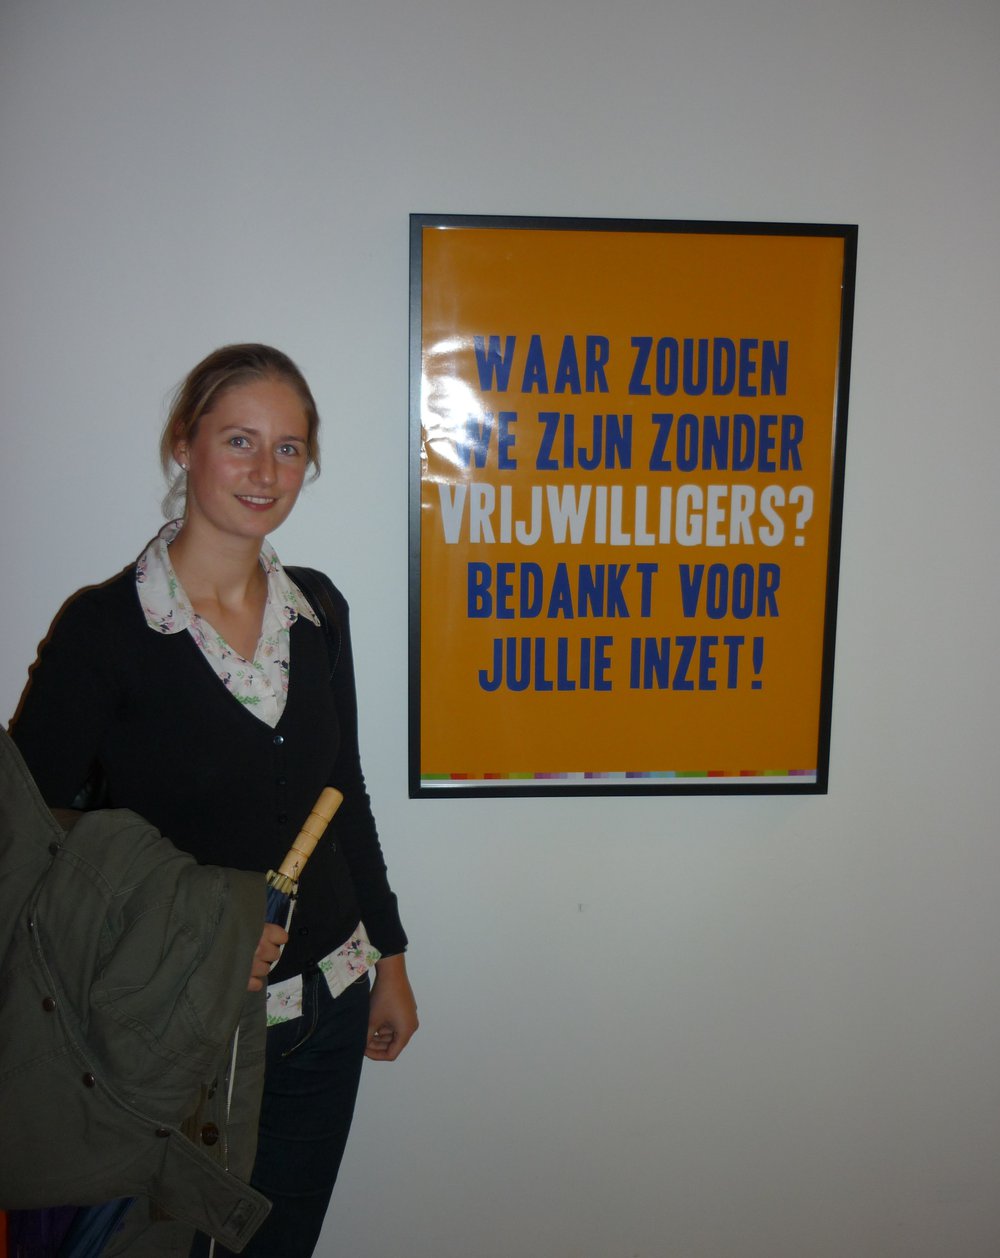 WAAR ZOUDEN
WE ZIJN ZONDER
VRIJWILLIGERS?
BEDANKT VOOR
JULLIE INZET!